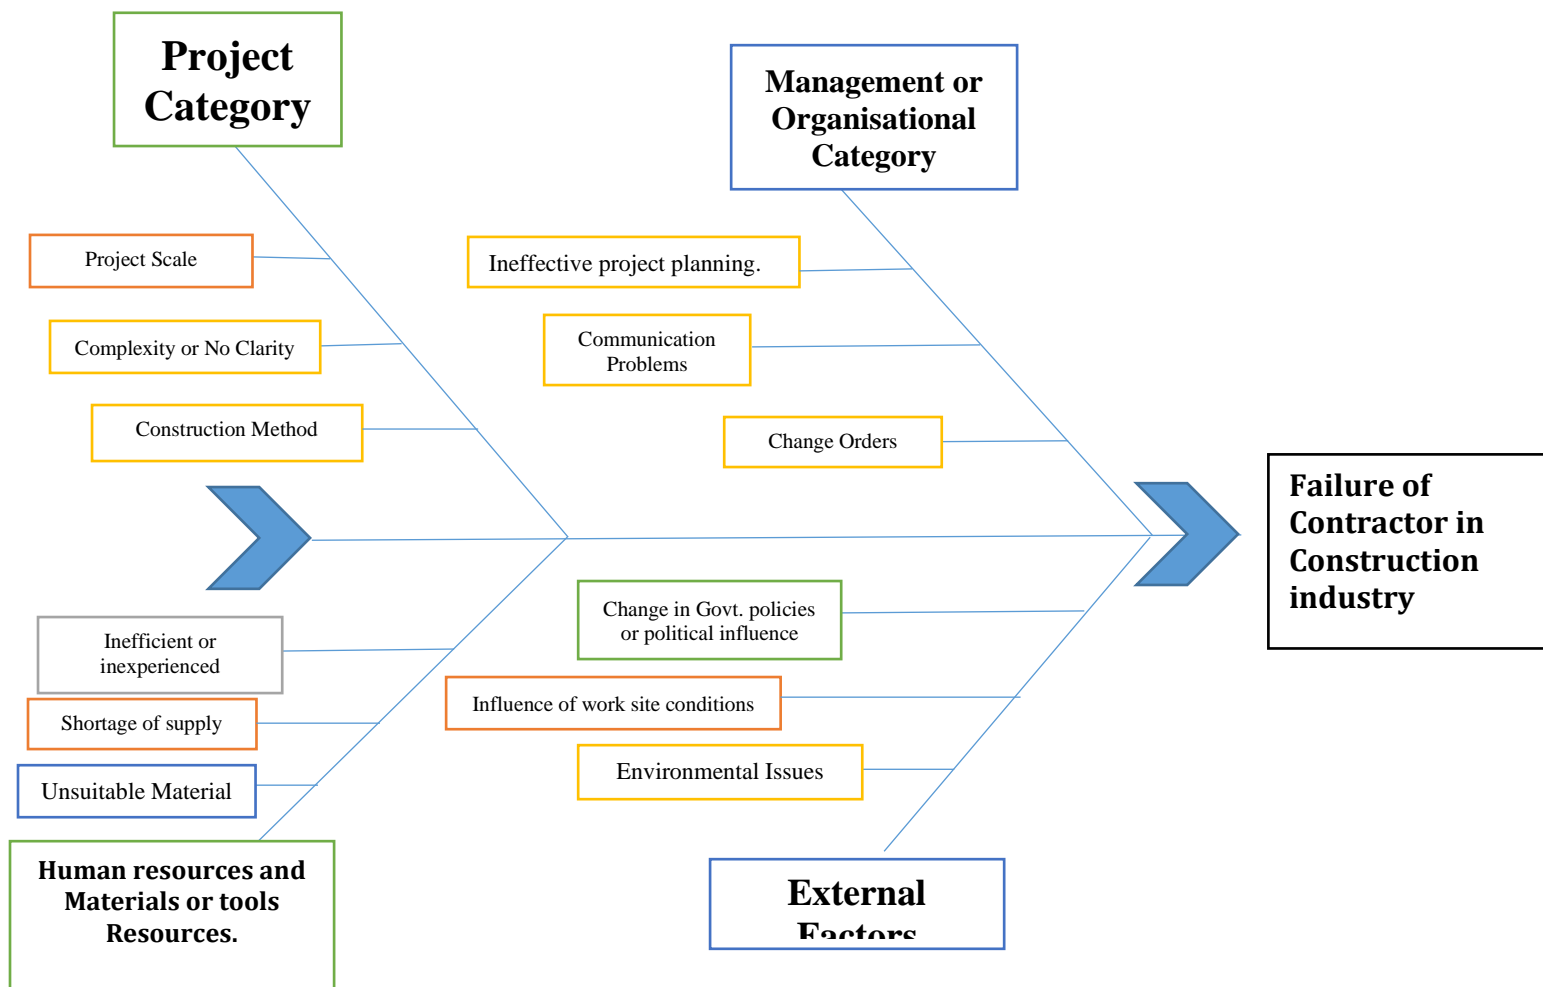 Project
Category
Management or
Organisational
Category
Project Scale
Ineffective project planning.
Complexity or No Clarity
Communication
Problems
Construction Method
Change Orders
Failure of
Contractor in
Construction
industry
Inefficient or
inexperienced
Change in Govt. policies
or political influence
Shortage of supply
Influence of work site conditions
Unsuitable Material
Environmental Issues
Human resources and
Materials or tools
Resources.
External
Factors